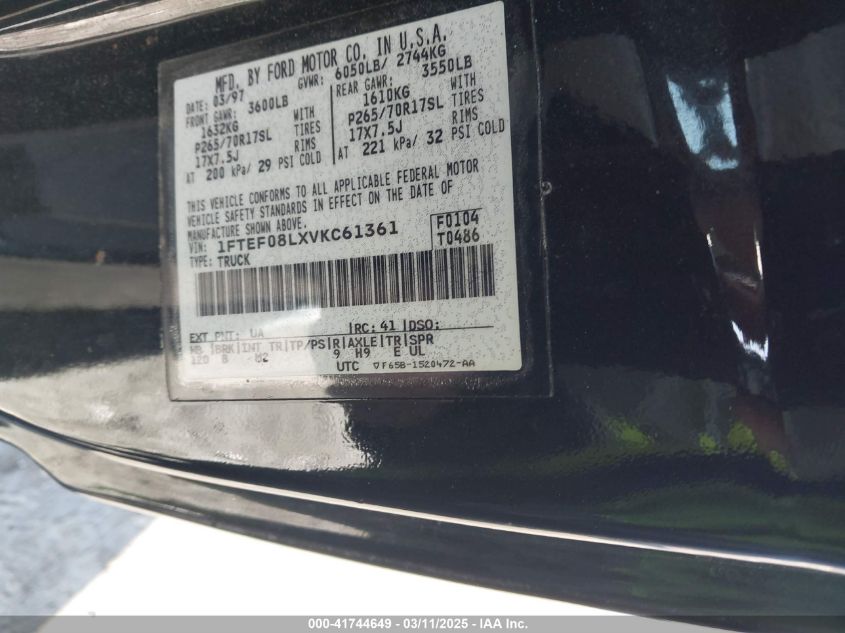 MFD. BY FORD MOTOR CO. IN U.S.A.
DATE: 03/97 GVWR: 6050LB/ 2744KG
FRONT GAWR: 3600LB REAR GAWR: 3550LB
1632KG WITH 1610KG WITH
P265/70R17SL TIRES P265/70R17SL TIRES
17X7.5J RIMS 17X7.5J RIMS
AT 200 kPa/ 29 PSI COLD AT 221 kPa/ 32 PSI COLD
THIS VEHICLE CONFORMS TO ALL APPLICABLE FEDERAL MOTOR
VEHICLE SAFETY STANDARDS IN EFFECT ON THE DATE OF
MANUFACTURE SHOWN ABOVE.
VIN: 1FTEF08LXVKC61361 F0104
TYPE: TRUCK T0486
EXT PNT: UA RC: 41 DSO:
WB BRK INT TR TP/PS R AXLE TR SPR
120 B M2 9 H9 E UL
UTC F65B-1520472-AA
000-41744649 - 03/11/2025 - IAA Inc.